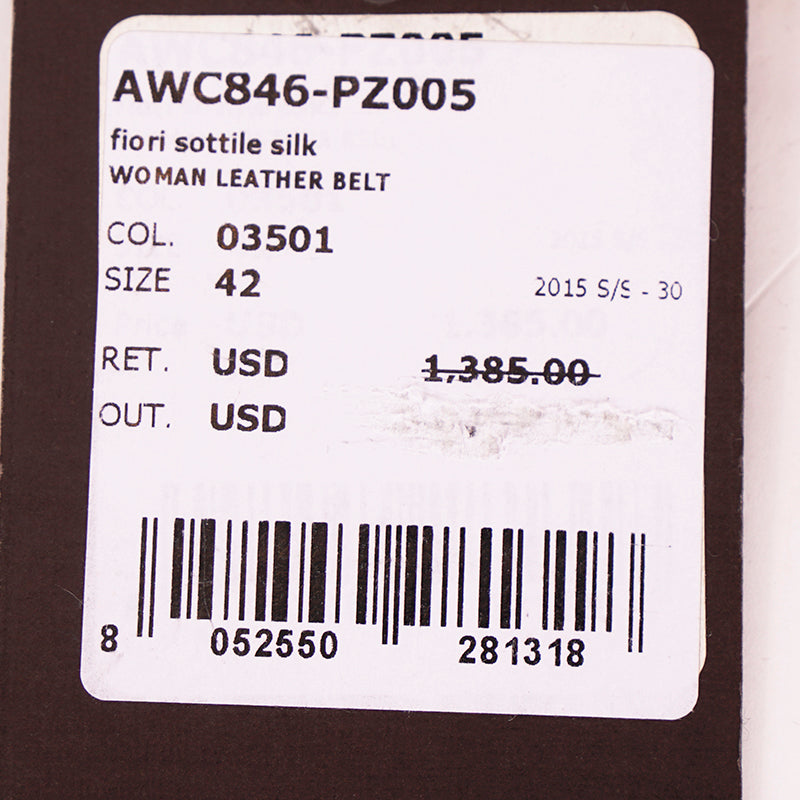 AWC846-PZ005
fiori sottile silk
WOMAN LEATHER BELT
COL. 03501
SIZE 42 2015 S/S - 30
RET. USD 1,385.00
OUT. USD
8 052550 281318